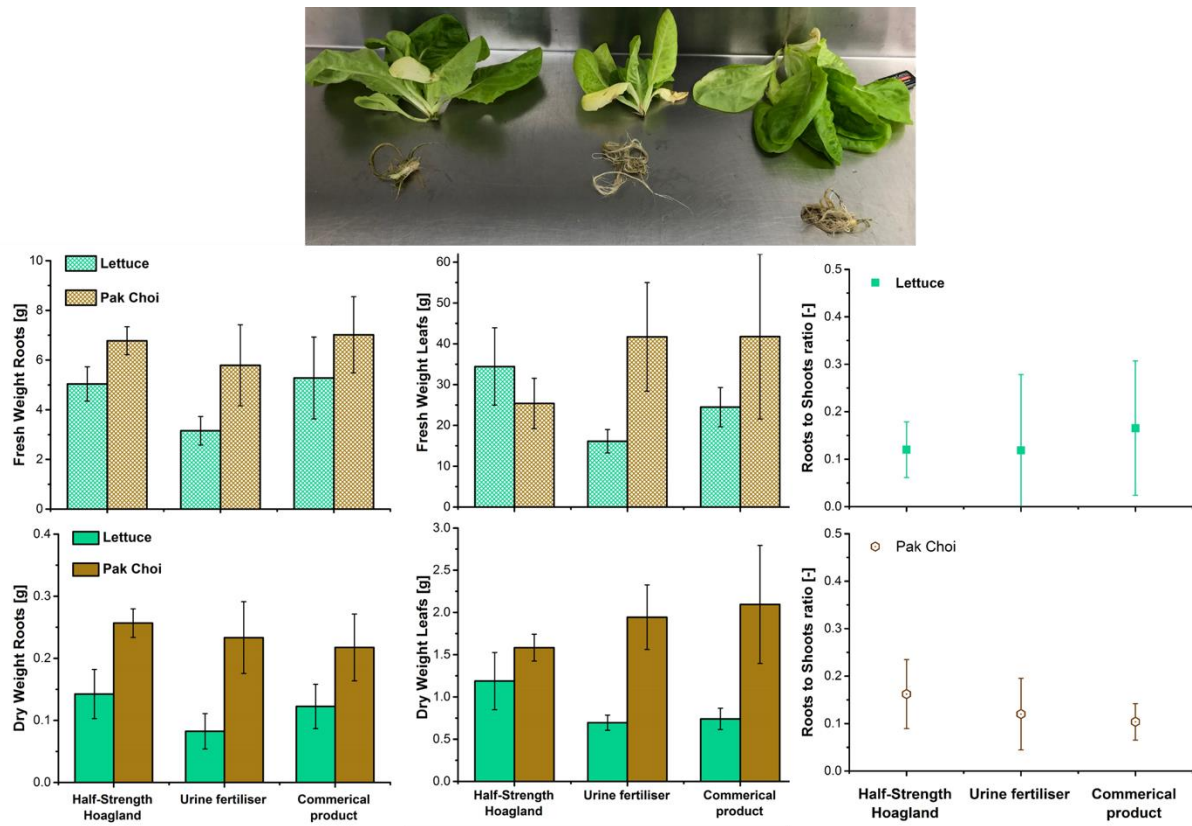 Fresh Weight Roots [g]
10
8
6
4
2
0
Lettuce
Pak Choi
Fresh Weight Leafs [g]
60
50
40
30
20
10
0
Roots to Shoots ratio [-]
0.5
0.4
0.3
0.2
0.1
0.0
Lettuce
Dry Weight Roots [g]
0.4
0.3
0.2
0.1
0.0
Lettuce
Pak Choi
Half-Strength
Hoagland
Urine fertiliser
Commerical
product
Dry Weight Leafs [g]
3.0
2.5
2.0
1.5
1.0
0.5
0.0
Half-Strength
Hoagland
Urine fertiliser
Commerical
product
Roots to Shoots ratio [-]
0.5
0.4
0.3
0.2
0.1
0.0
Pak Choi
Half-Strength
Hoagland
Urine fertiliser
Commerical
product